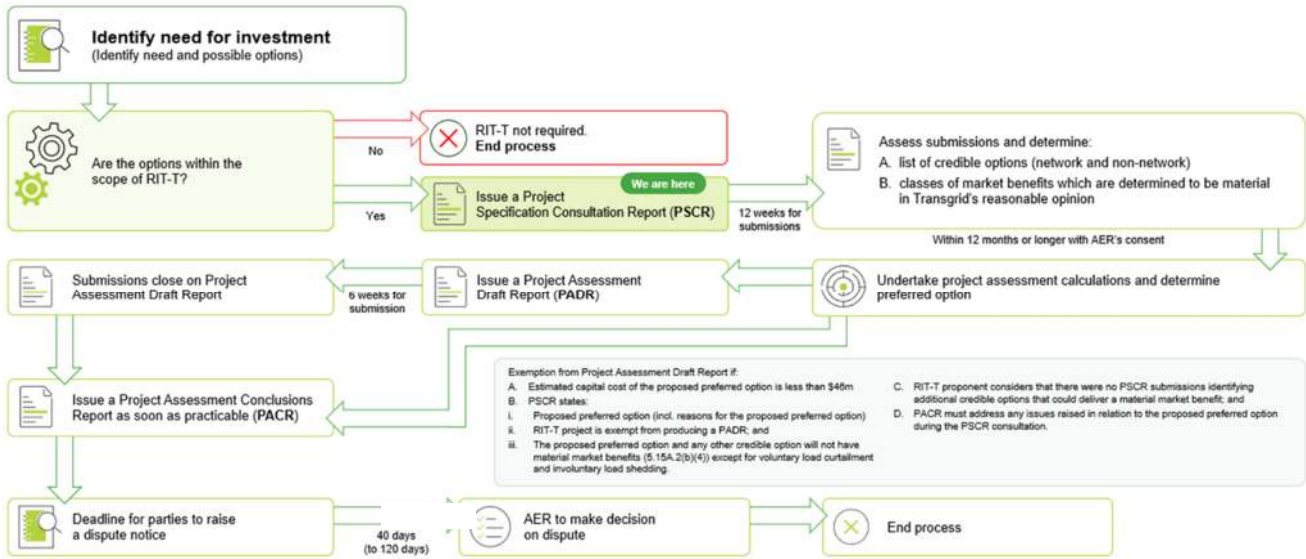 Identify need for investment
(Identify need and possible options)
Are the options within the
scope of RIT-T?
No
RIT-T not required.
End process
Yes
We are here
Issue a Project
Specification Consultation Report (PSCR)
12 weeks for
submissions
Assess submissions and determine:
A. list of credible options (network and non-network)
B. classes of market benefits which are determined to be material
in Transgrid's reasonable opinion
Within 12 months or longer with AER's consent
Undertake project assessment calculations and determine
preferred option
Issue a Project Assessment
Draft Report (PADR)
6 weeks for
submission
Submissions close on Project
Assessment Draft Report
Exemption from Project Assessment Draft Report if:
A. Estimated capital cost of the proposed preferred option is less than $46m
B. PSCR states:
i. Proposed preferred option (incl. reasons for the proposed preferred option)
ii. RIT-T project is exempt from producing a PADR; and
iii. The proposed preferred option and any other credible option will not have
material market benefits (5.15A.2(b)(4)) except for voluntary load curtailment
and involuntary load shedding.
C. RIT-T proponent considers that there were no PSCR submissions identifying
additional credible options that could deliver a material market benefit; and
D. PACR must address any issues raised in relation to the proposed preferred option
during the PSCR consultation.
Issue a Project Assessment Conclusions
Report as soon as practicable (PACR)
Deadline for parties to raise
a dispute notice
40 days
(to 120 days)
AER to make decision
on dispute
End process